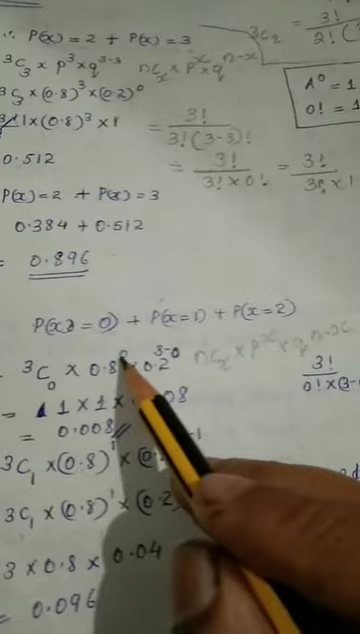 ∴ P(x)=2 + P(x)=3
³C₃ × p³ × q³⁻³
nCx × pˣ × qⁿ⁻ˣ
³C₃ × (0.8)³ × (0.2)⁰
1 × (0.8)³ × 1
0.512
= 3! / 3!(3-3)!
= 3! / 3! × 0! = 3! / 3! × 1
³C₂ = 3! / 2!(
A⁰ = 1
0! = 1
P(x)=2 + P(x)=3
0.384 + 0.512
= 0.896
P(x=0) + P(x=1) + P(x=2)
³C₀ × 0.8⁰ 0.2³⁻⁰
nCx × pˣ × qⁿ⁻ˣ
3! / 0! × (3-
= 1 × 1 × 08
= 0.008
3C₁ × (0.8)¹ × (0. -1
3C₁ × (0.8)¹ × (0.2)
3 × 0.8 × 0.04
= 0.096